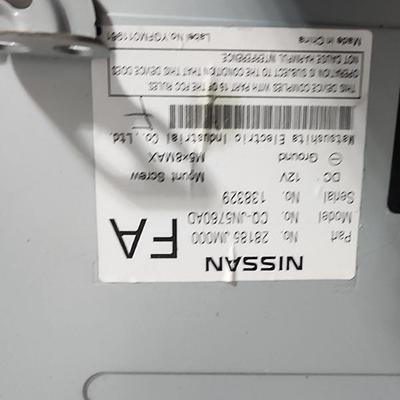 NISSAN
Part No. 28185 JM000
FA
Model No. CQ-JN5760AD
Serial No. 138329
DC 12V Mount Screw
⊖ Ground M5x8MAX
Matsushita Electric Industrial Co., Ltd.
THIS DEVICE COMPLIES WITH PART 15 OF THE FCC RULES.
OPERATION IS SUBJECT TO THE CONDITION THAT THIS DEVICE DOES
NOT CAUSE HARMFUL INTERFERENCE.
Made in China Label No.YGFM011961